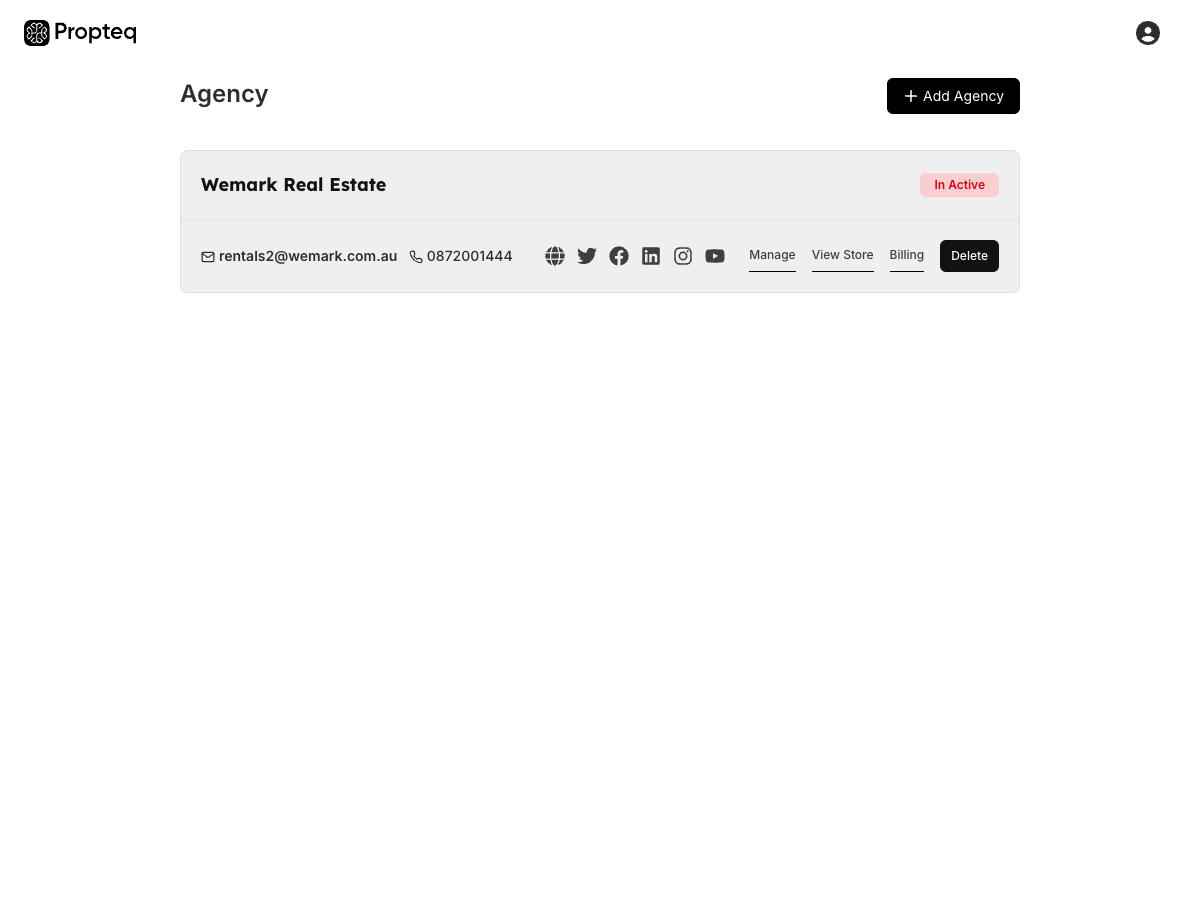 Propteq
Agency
Add Agency
Wemark Real Estate
In Active
rentals2@wemark.com.au 0872001444 Manage View Store Billing Delete